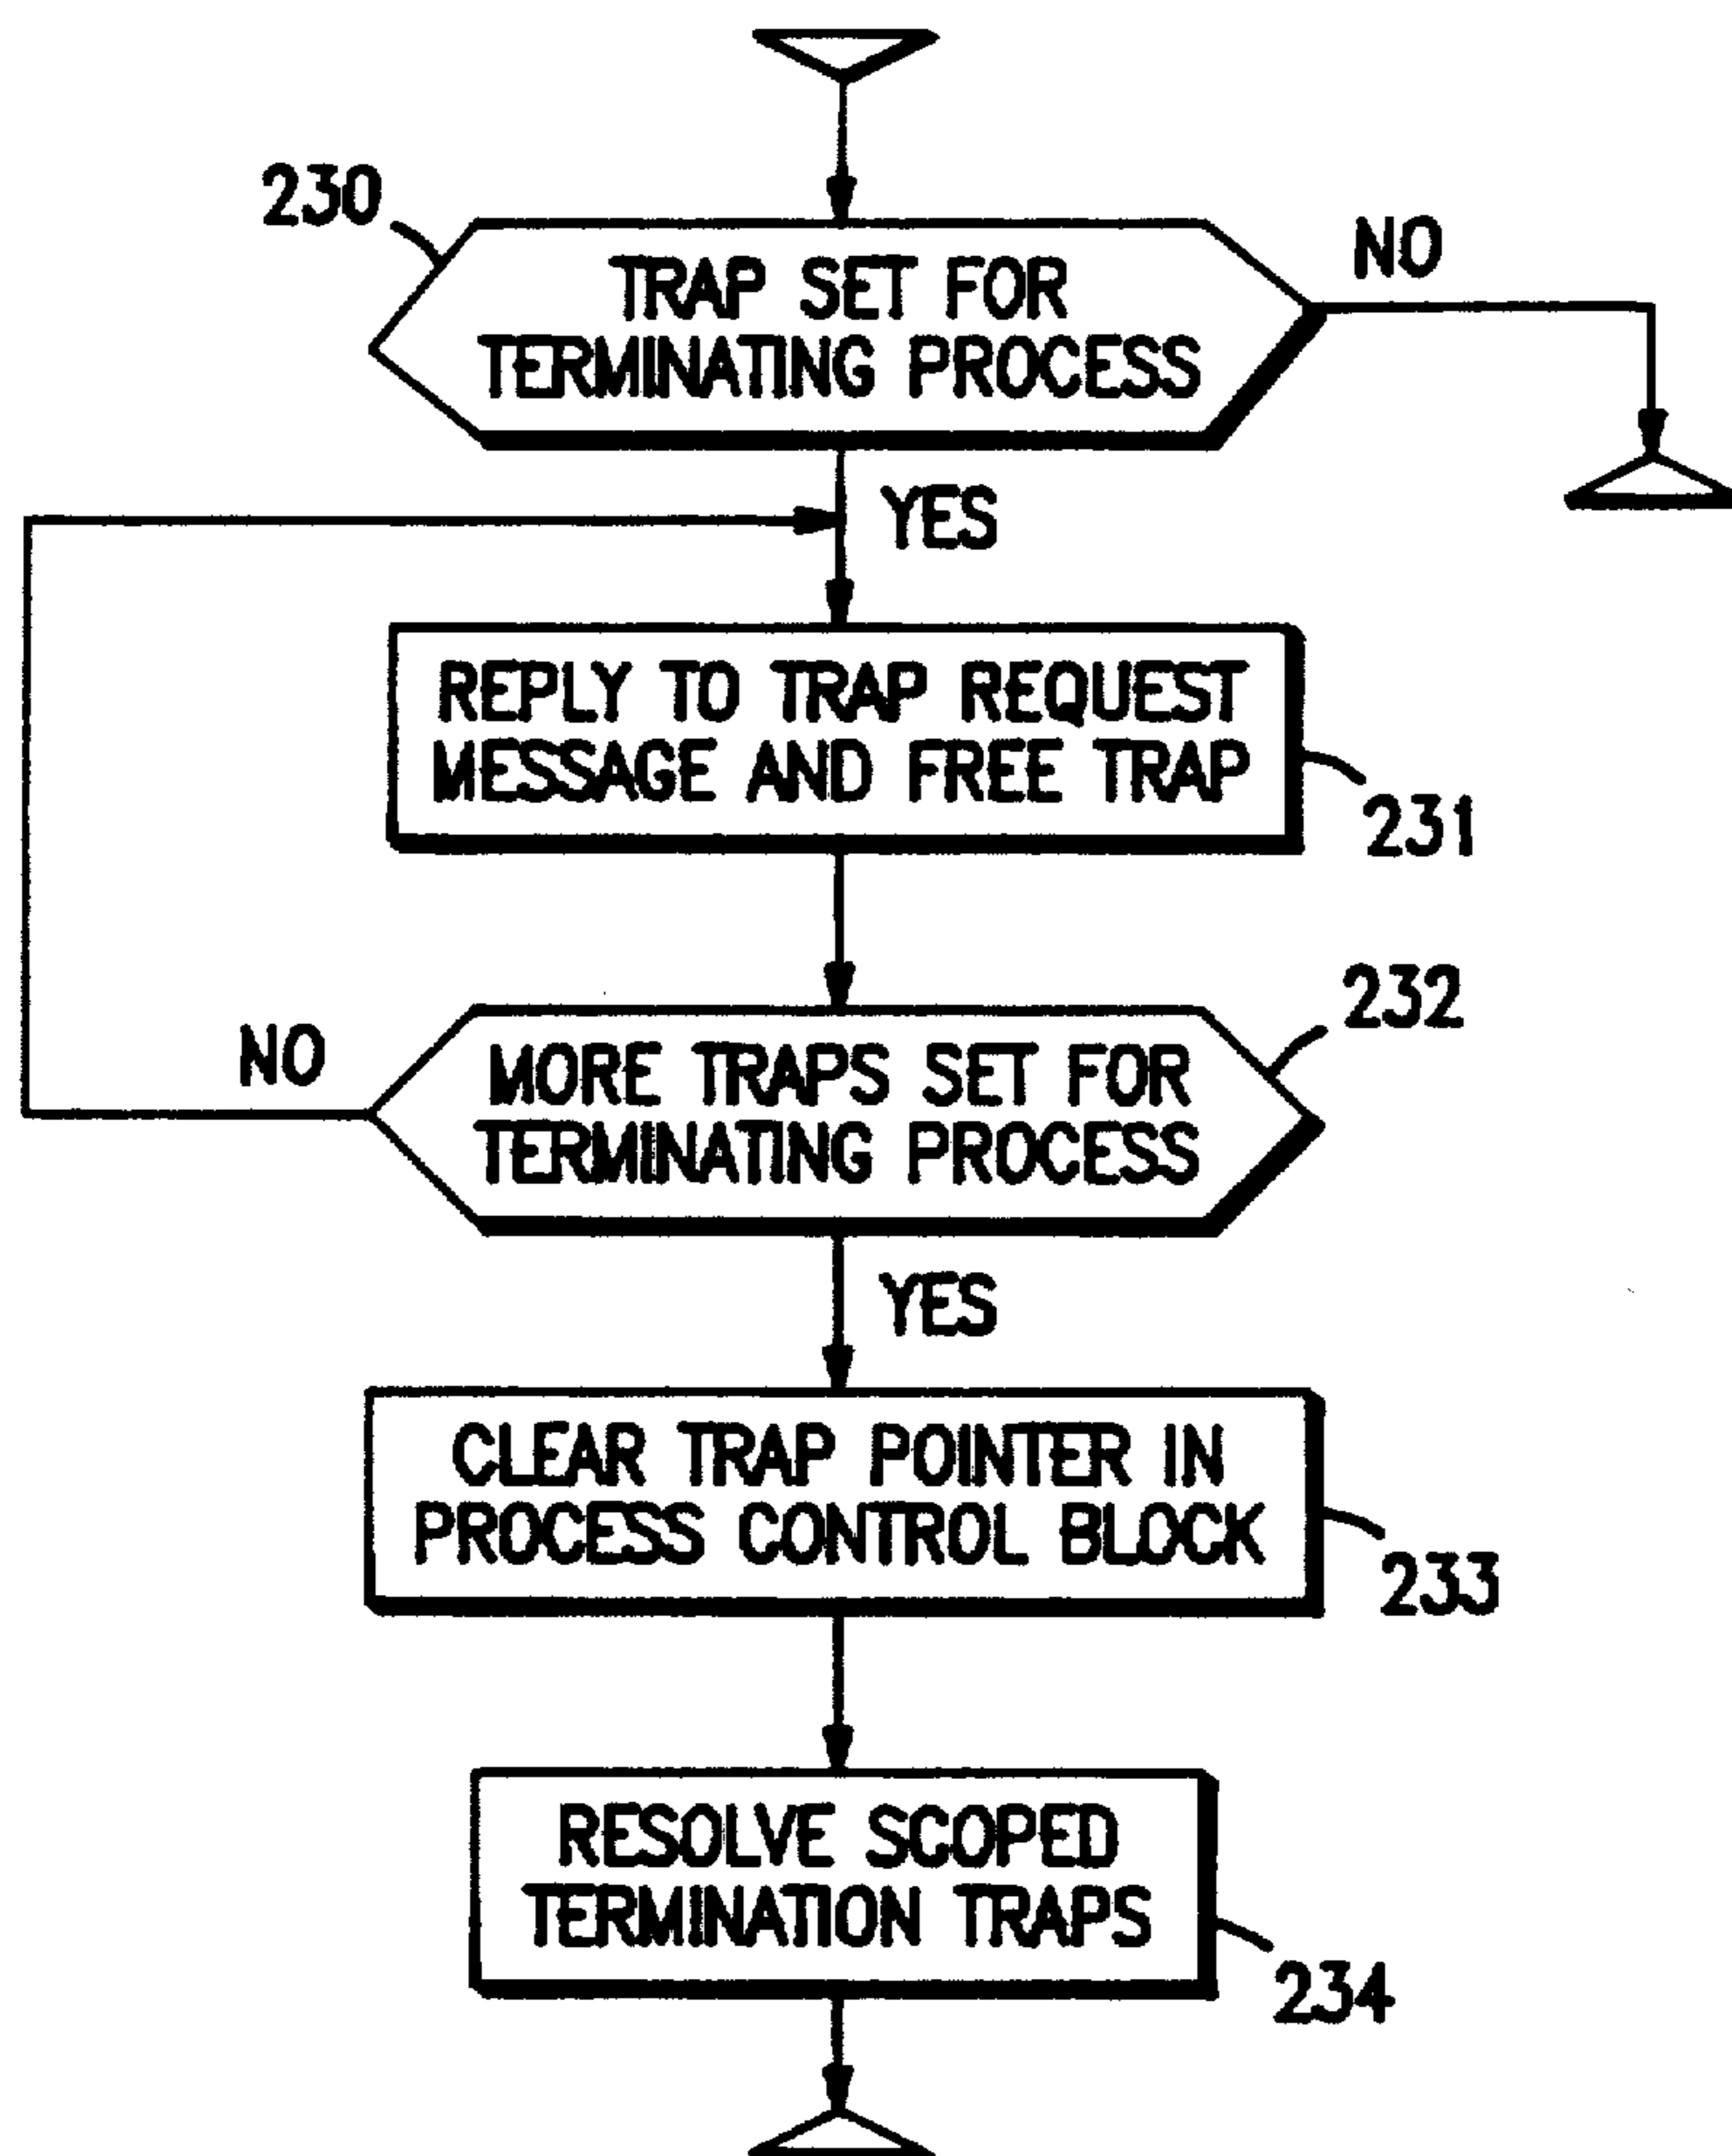 230
TRAP SET FOR
TERMINATING PROCESS
NO
YES
REPLY TO TRAP REQUEST
MESSAGE AND FREE TRAP
231
232
NO
MORE TRAPS SET FOR
TERMINATING PROCESS
YES
CLEAR TRAP POINTER IN
PROCESS CONTROL BLOCK
233
RESOLVE SCOPED
TERMINATION TRAPS
234